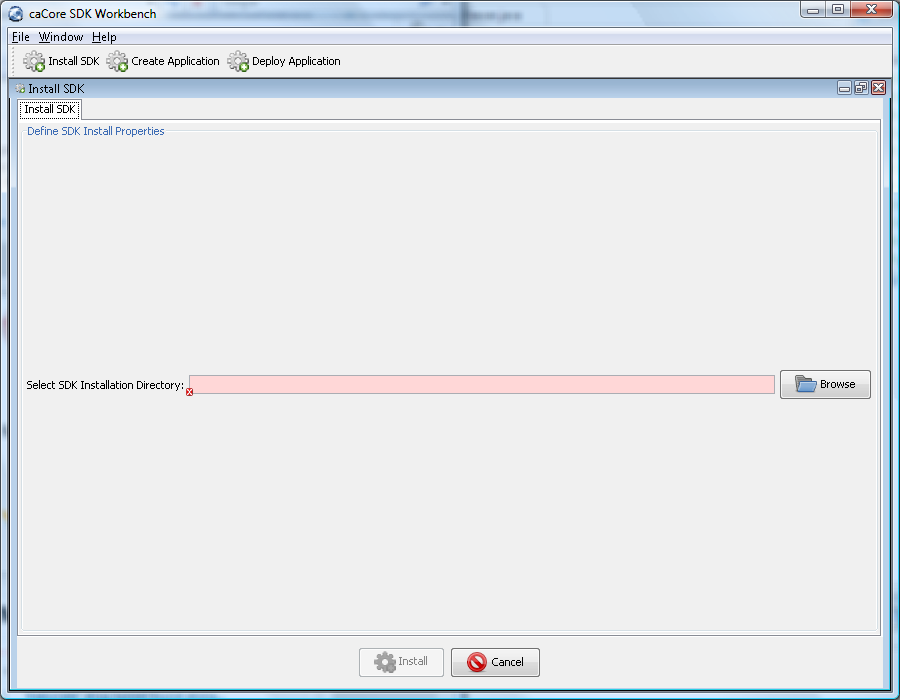 caCore SDK Workbench
File Window Help
Install SDK Create Application Deploy Application
Install SDK
Install SDK
Define SDK Install Properties
Select SDK Installation Directory: Browse
Install Cancel